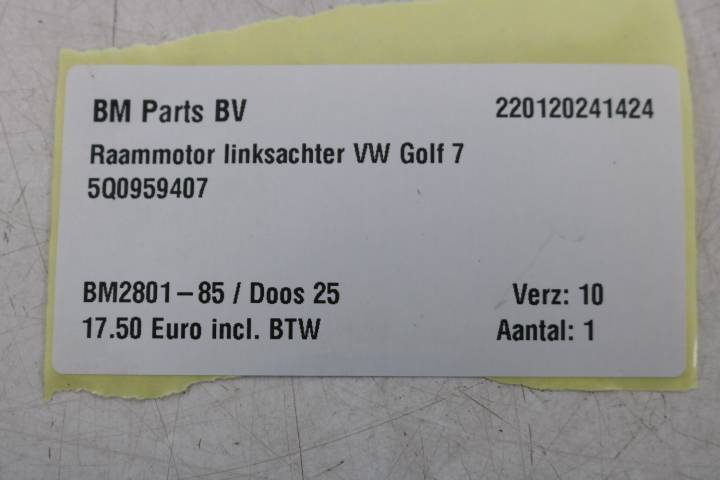 BM Parts BV 220120241424
Raammotor linksachter VW Golf 7
5Q0959407
BM2801-85 / Doos 25 Verz: 10
17.50 Euro incl. BTW Aantal: 1